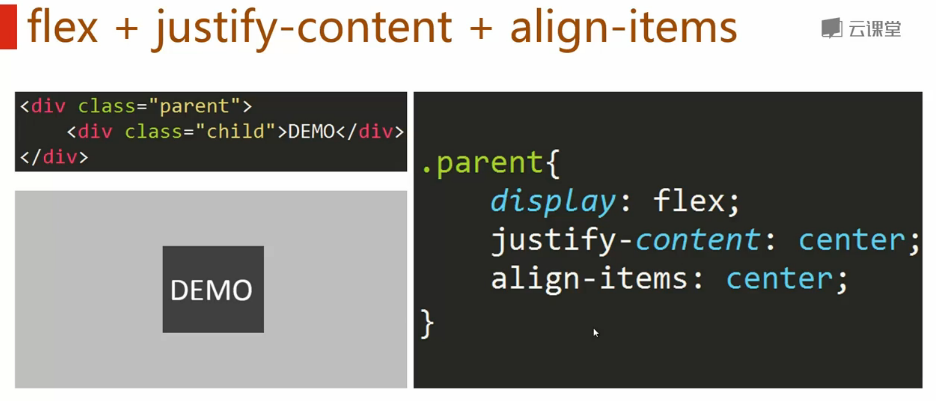 flex + justify-content + align-items
云课堂
<div class="parent">
    <div class="child">DEMO</div>
</div>
DEMO
.parent{
    display: flex;
    justify-content: center;
    align-items: center;
}